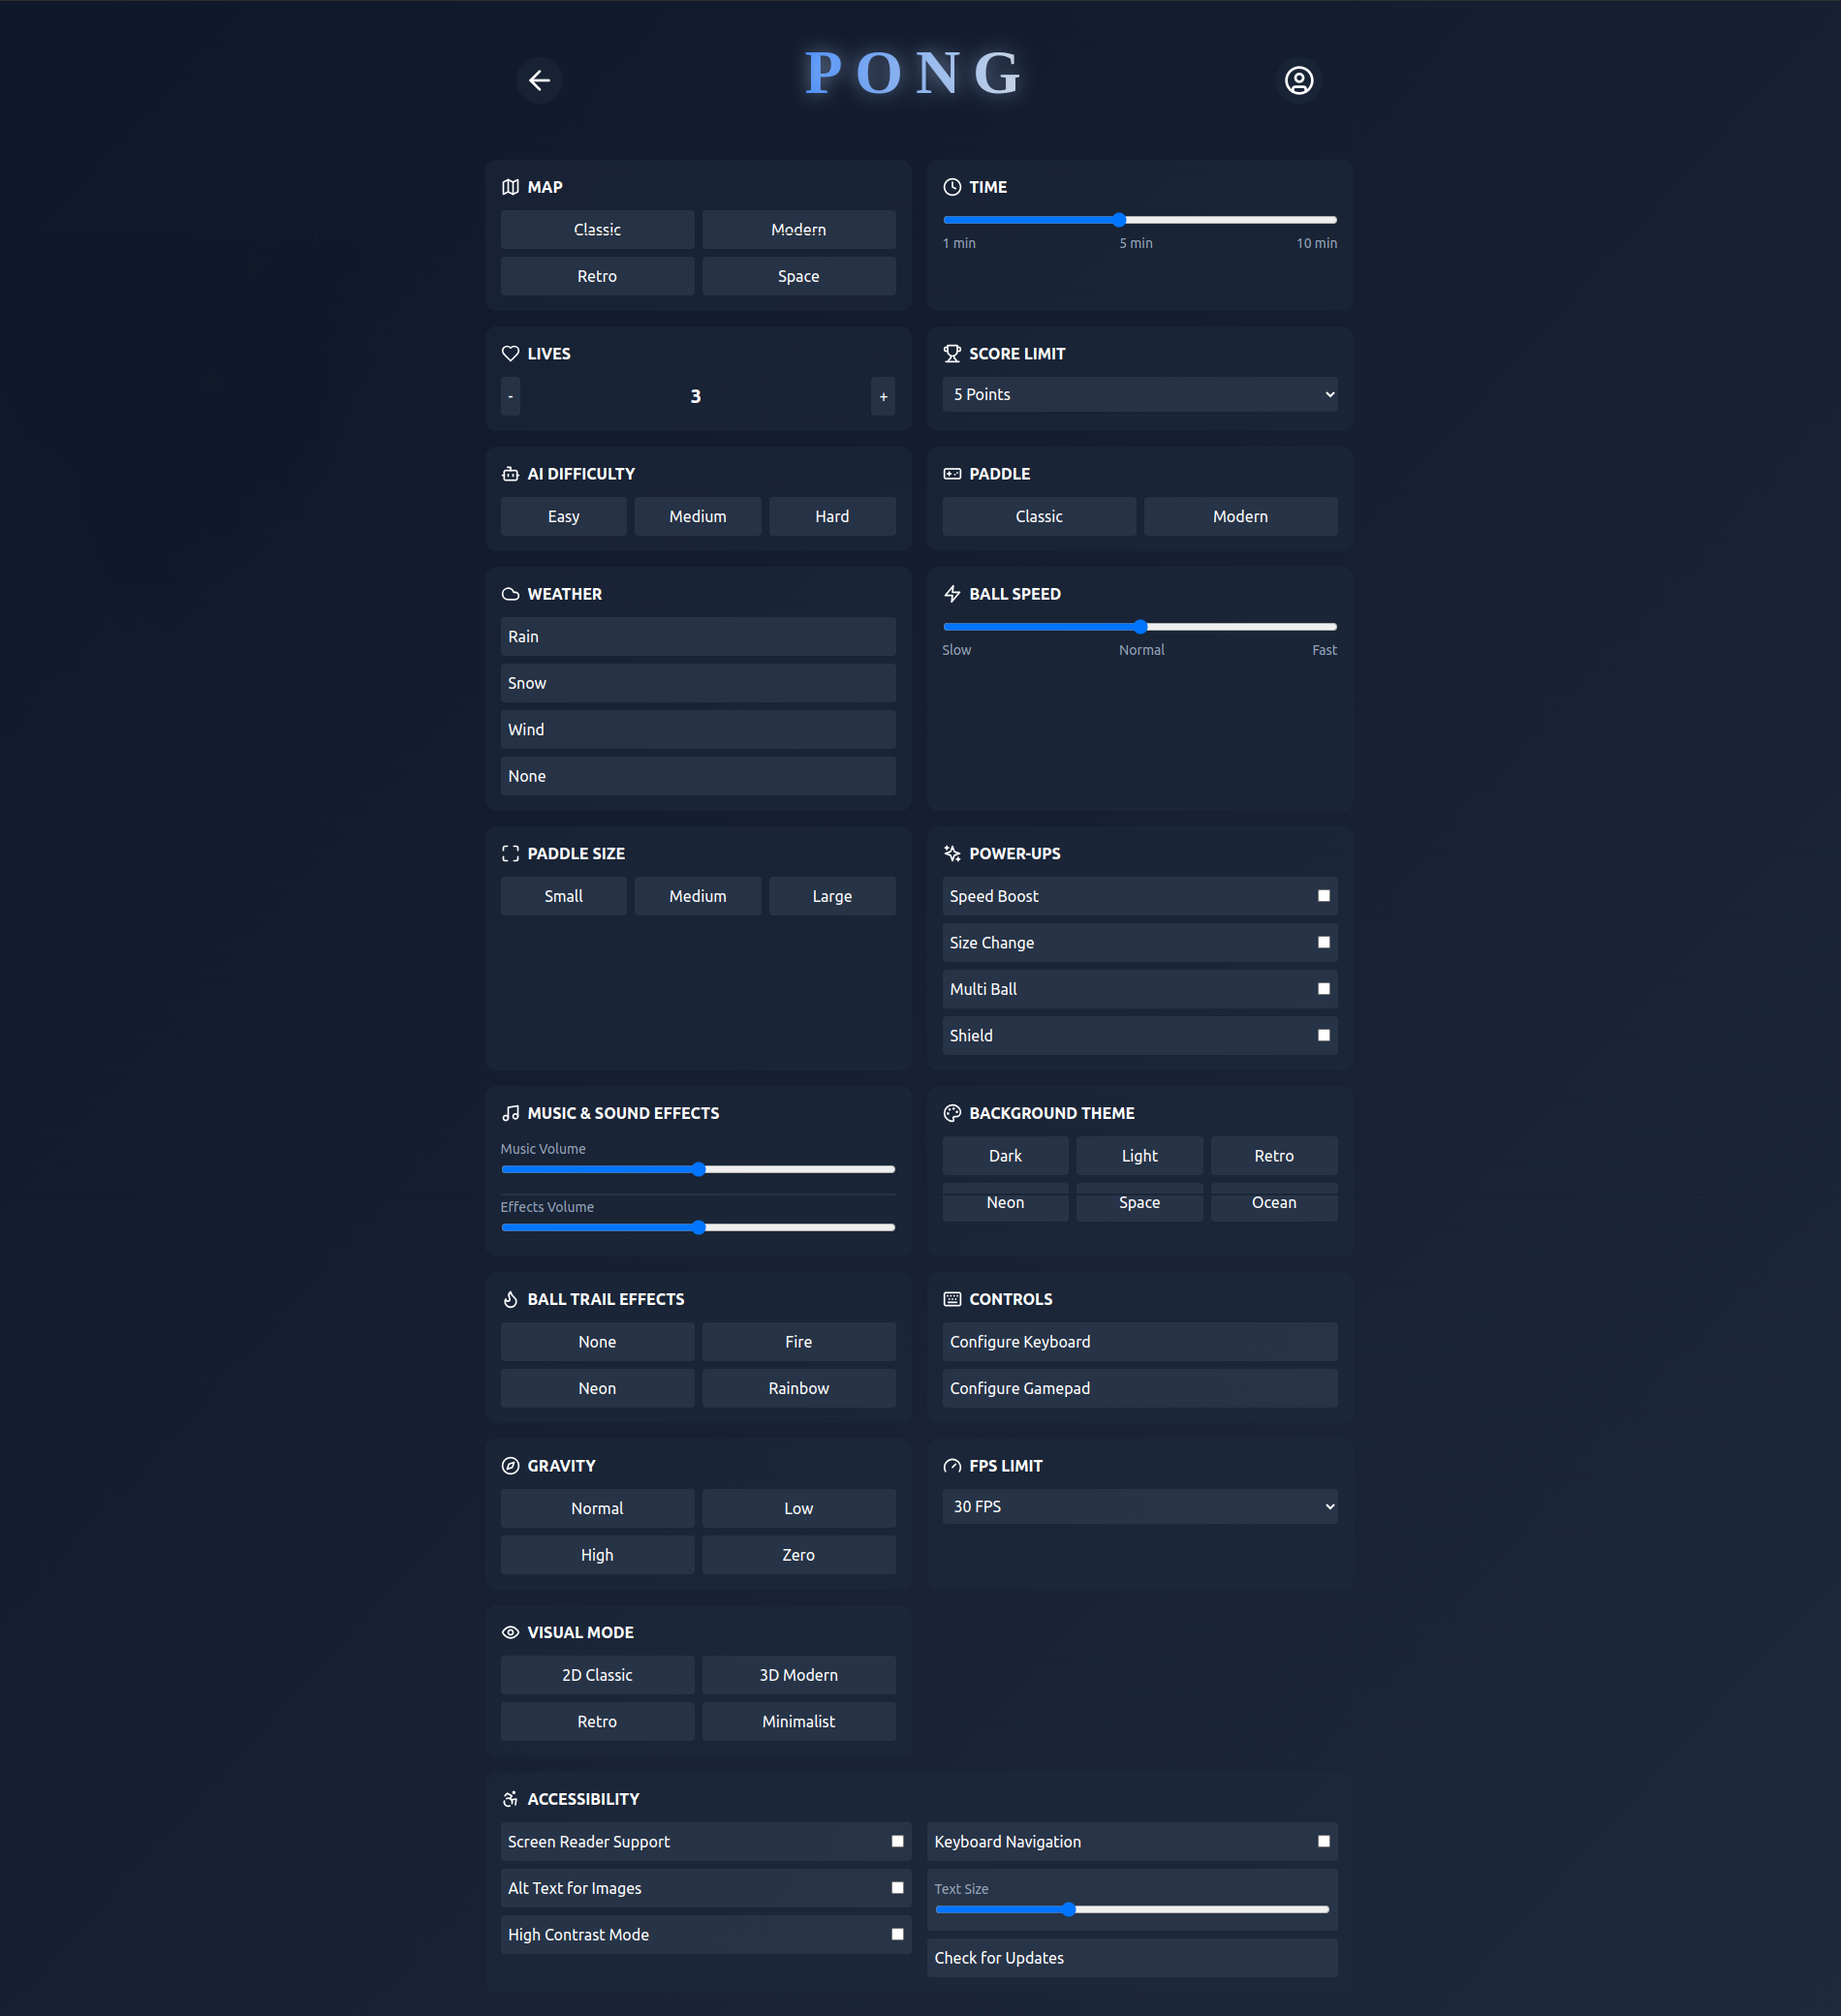 PONG
MAP
Classic Modern
Retro Space
TIME
1 min 5 min 10 min
LIVES
- 3 +
SCORE LIMIT
5 Points
AI DIFFICULTY
Easy Medium Hard
PADDLE
Classic Modern
WEATHER
Rain
Snow
Wind
None
BALL SPEED
Slow Normal Fast
PADDLE SIZE
Small Medium Large
POWER-UPS
Speed Boost
Size Change
Multi Ball
Shield
MUSIC & SOUND EFFECTS
Music Volume
Effects Volume
BACKGROUND THEME
Dark Light Retro
Neon Space Ocean
BALL TRAIL EFFECTS
None Fire
Neon Rainbow
CONTROLS
Configure Keyboard
Configure Gamepad
GRAVITY
Normal Low
High Zero
FPS LIMIT
30 FPS
VISUAL MODE
2D Classic 3D Modern
Retro Minimalist
ACCESSIBILITY
Screen Reader Support
Alt Text for Images
High Contrast Mode
Keyboard Navigation
Text Size
Check for Updates